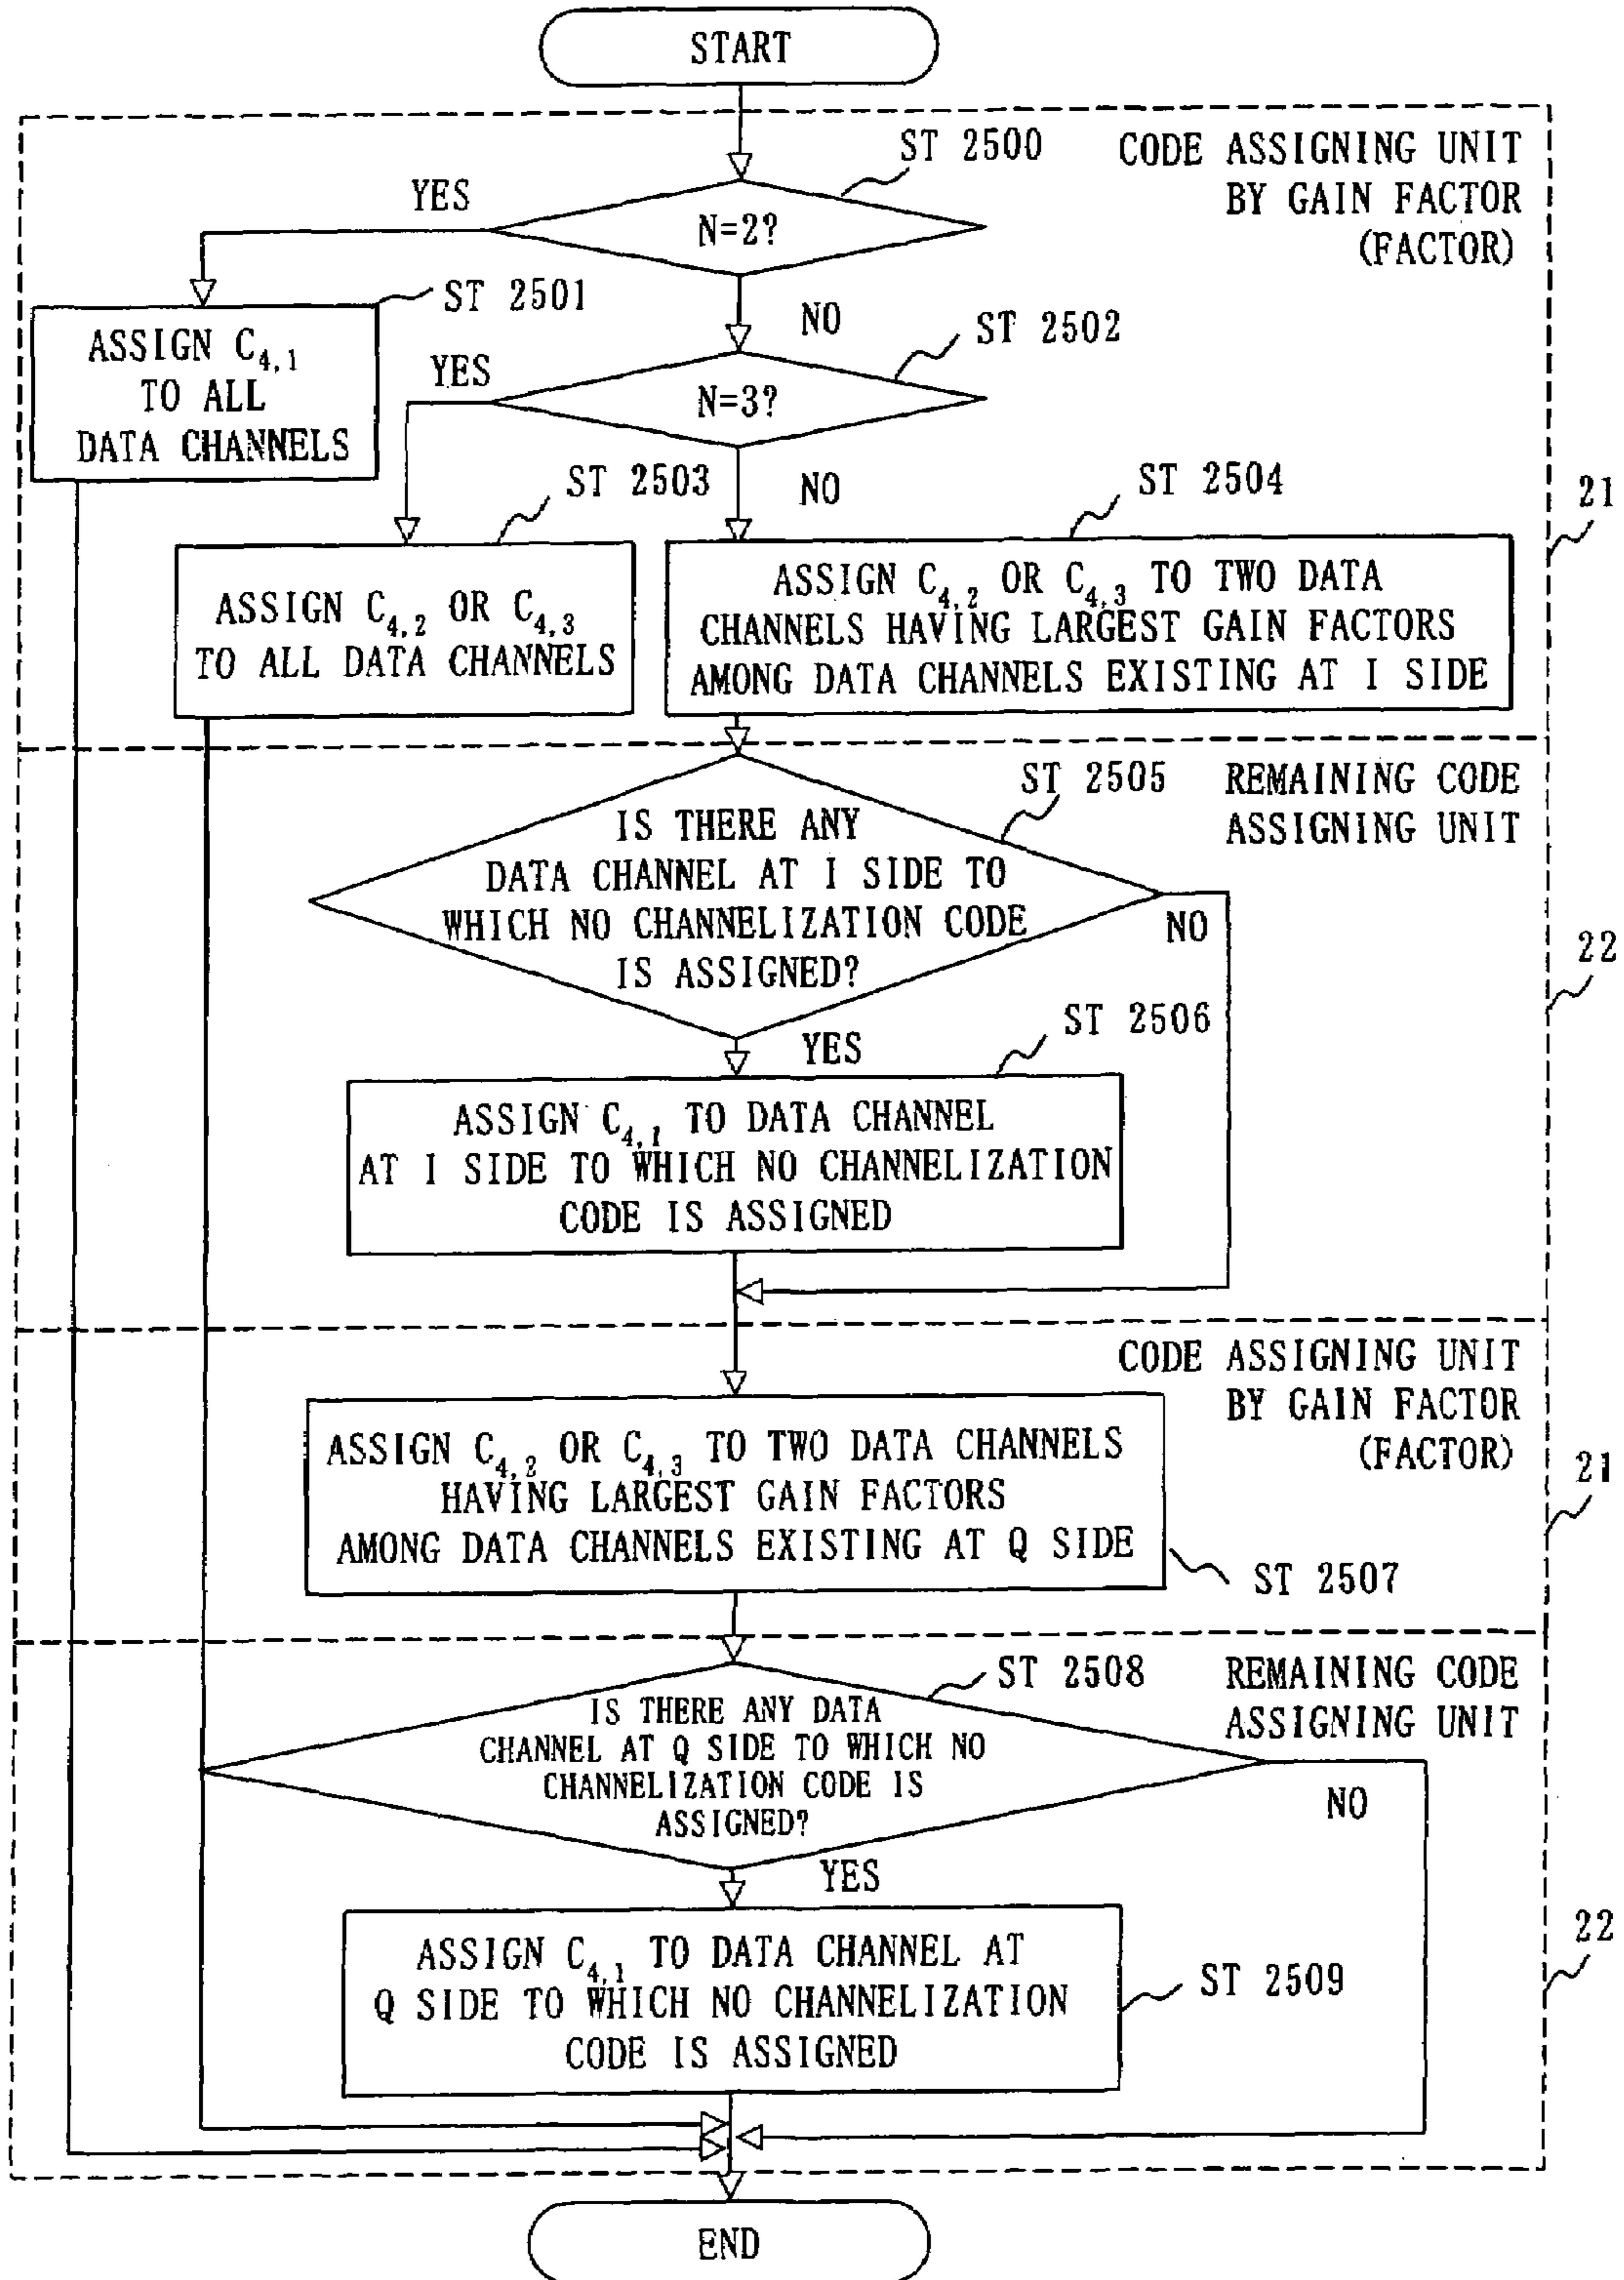 START
CODE ASSIGNING UNIT
BY GAIN FACTOR
(FACTOR)
ST 2500
YES
N=2?
ST 2501
NO
ASSIGN C4,1
TO ALL
DATA CHANNELS
ST 2502
YES
N=3?
ST 2503
NO
ST 2504
21
ASSIGN C4,2 OR C4,3
TO ALL DATA CHANNELS
ASSIGN C4,2 OR C4,3 TO TWO DATA
CHANNELS HAVING LARGEST GAIN FACTORS
AMONG DATA CHANNELS EXISTING AT I SIDE
ST 2505
REMAINING CODE
ASSIGNING UNIT
IS THERE ANY
DATA CHANNEL AT I SIDE TO
WHICH NO CHANNELIZATION CODE
IS ASSIGNED?
NO
22
YES
ST 2506
ASSIGN C4,1 TO DATA CHANNEL
AT I SIDE TO WHICH NO CHANNELIZATION
CODE IS ASSIGNED
CODE ASSIGNING UNIT
BY GAIN FACTOR
(FACTOR)
21
ASSIGN C4,2 OR C4,3 TO TWO DATA CHANNELS
HAVING LARGEST GAIN FACTORS
AMONG DATA CHANNELS EXISTING AT Q SIDE
ST 2507
ST 2508
REMAINING CODE
ASSIGNING UNIT
IS THERE ANY DATA
CHANNEL AT Q SIDE TO WHICH NO
CHANNELIZATION CODE IS
ASSIGNED?
NO
YES
22
ASSIGN C4,1 TO DATA CHANNEL AT
Q SIDE TO WHICH NO CHANNELIZATION
CODE IS ASSIGNED
ST 2509
END